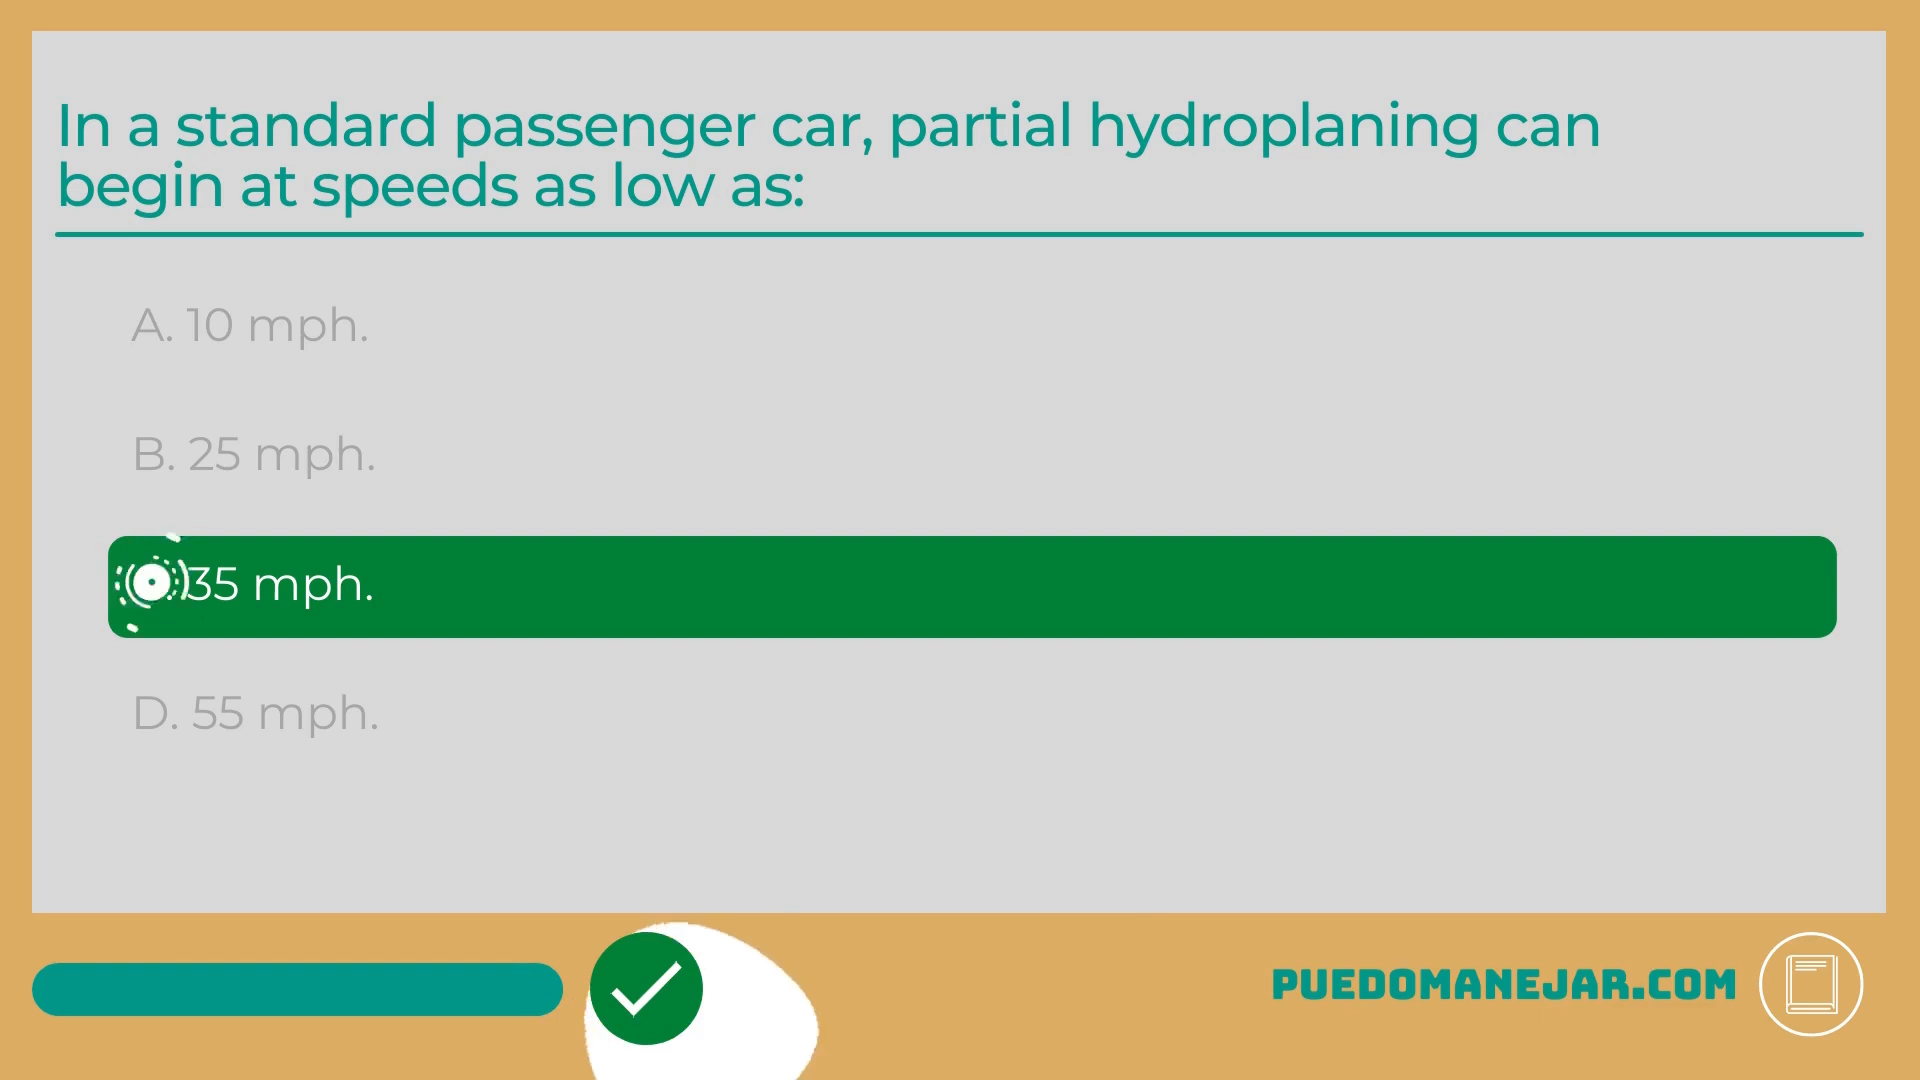 In a standard passenger car, partial hydroplaning can
begin at speeds as low as:
A. 10 mph.
B. 25 mph.
35 mph.
D. 55 mph.
PUEDOMANEJAR.COM